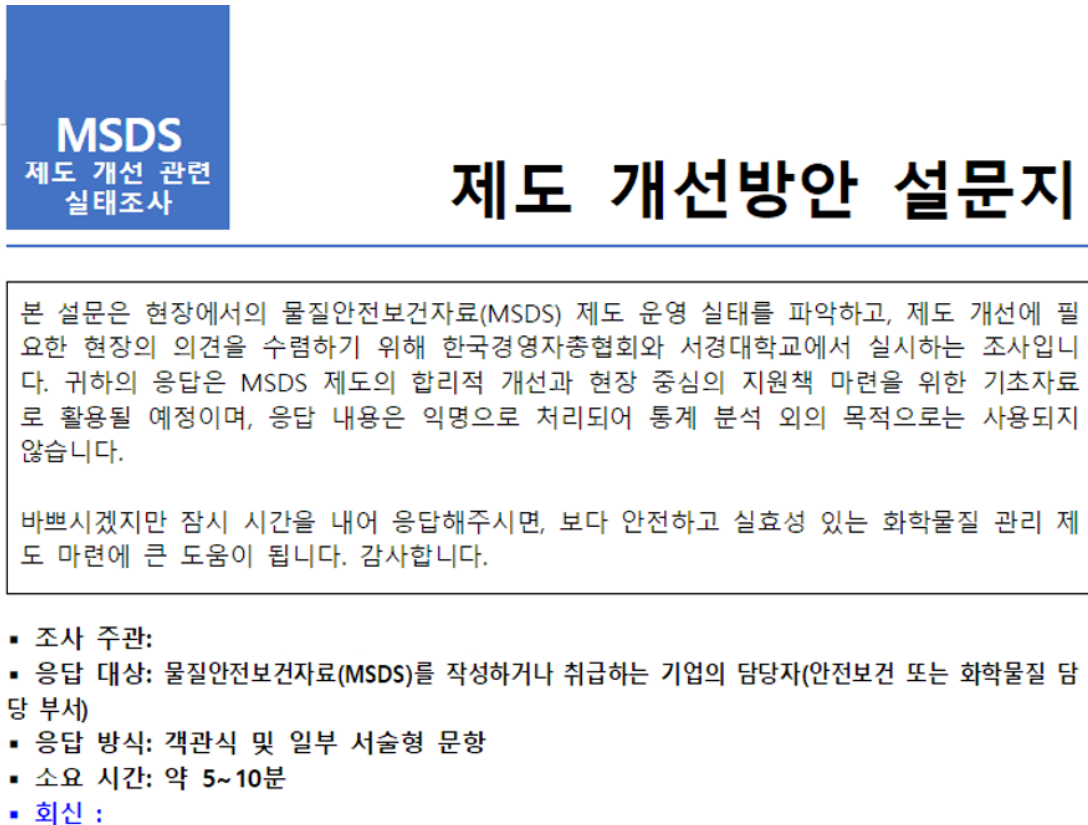 MSDS
제도 개선 관련
실태조사
제도 개선방안 설문지
본 설문은 현장에서의 물질안전보건자료(MSDS) 제도 운영 실태를 파악하고, 제도 개선에 필
요한 현장의 의견을 수렴하기 위해 한국경영자총협회와 서경대학교에서 실시하는 조사입니
다. 귀하의 응답은 MSDS 제도의 합리적 개선과 현장 중심의 지원책 마련을 위한 기초자료
로 활용될 예정이며, 응답 내용은 익명으로 처리되어 통계 분석 외의 목적으로는 사용되지
않습니다.
바쁘시겠지만 잠시 시간을 내어 응답해주시면, 보다 안전하고 실효성 있는 화학물질 관리 제
도 마련에 큰 도움이 됩니다. 감사합니다.
▪ 조사 주관:
▪ 응답 대상: 물질안전보건자료(MSDS)를 작성하거나 취급하는 기업의 담당자(안전보건 또는 화학물질 담
당 부서)
▪ 응답 방식: 객관식 및 일부 서술형 문항
▪ 소요 시간: 약 5~10분
▪ 회신 :